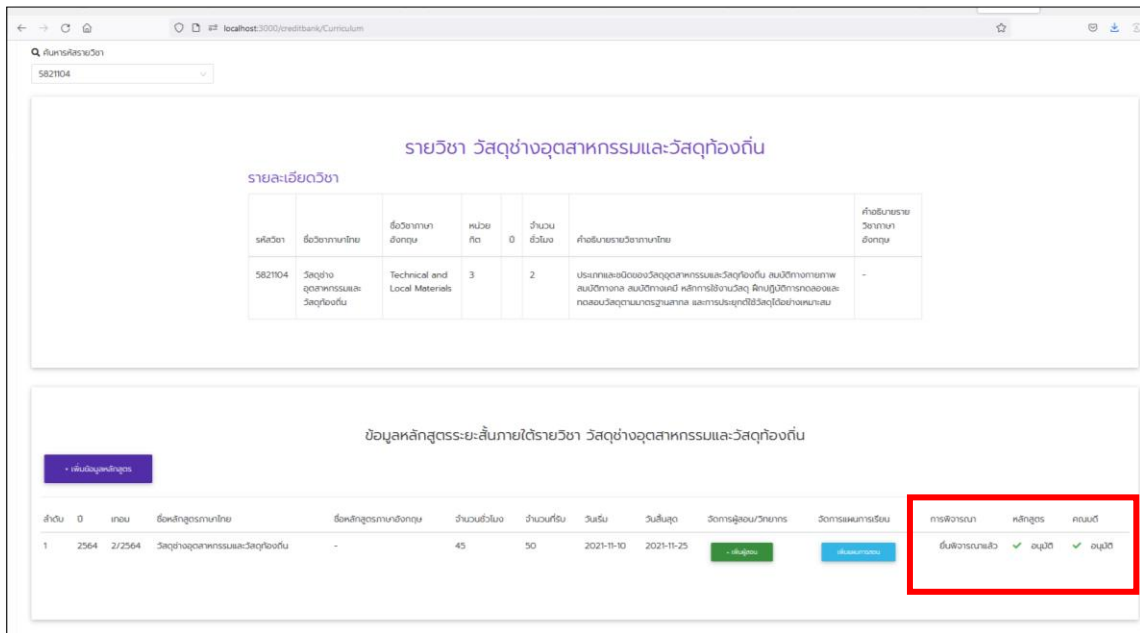 localhost:3000/creditbank/Curriculum
ค้นหารหัสรายวิชา
5821104
รายวิชา วัสดุช่างอุตสาหกรรมและวัสดุท้องถิ่น
รายละเอียดวิชา
รหัสวิชา ชื่อวิชาภาษาไทย ชื่อวิชาภาษาอังกฤษ หน่วยกิต ปี จำนวนชั่วโมง คำอธิบายรายวิชาภาษาไทย คำอธิบายรายวิชาภาษาอังกฤษ
5821104 วัสดุช่างอุตสาหกรรมและวัสดุท้องถิ่น Technical and Local Materials 3 2 ประเภทและชนิดของวัสดุอุตสาหกรรมและวัสดุท้องถิ่น สมบัติทางกายภาพ
สมบัติทางกล สมบัติทางเคมี หลักการใช้งานวัสดุ ฝึกปฏิบัติการทดลองและ
ทดสอบวัสดุตามมาตรฐานสากล และการประยุกต์ใช้วัสดุได้อย่างเหมาะสม -
ข้อมูลหลักสูตรระยะสั้นภายใต้รายวิชา วัสดุช่างอุตสาหกรรมและวัสดุท้องถิ่น
+ เพิ่มข้อมูลหลักสูตร
ลำดับ ปี เทอม ชื่อหลักสูตรภาษาไทย ชื่อหลักสูตรภาษาอังกฤษ จำนวนชั่วโมง จำนวนที่รับ วันเริ่ม วันสิ้นสุด จัดการผู้สอน/วิทยากร จัดการแผนการเรียน การพิจารณา หลักสูตร คณบดี
1 2564 2/2564 วัสดุช่างอุตสาหกรรมและวัสดุท้องถิ่น - 45 50 2021-11-10 2021-11-25 + เพิ่มผู้สอน เพิ่มแผนการสอน ยื่นพิจารณาแล้ว อนุมัติ อนุมัติ